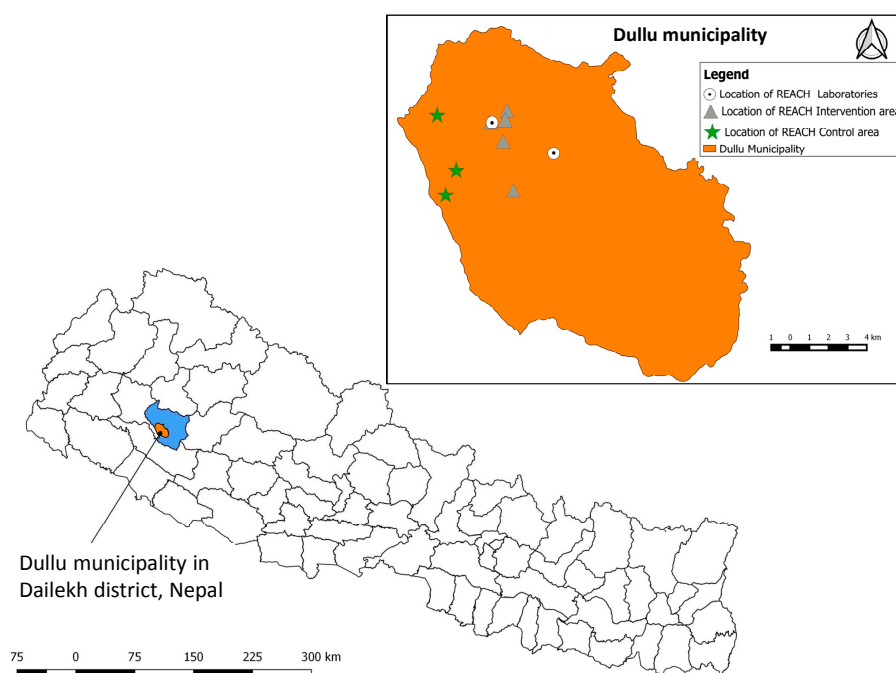 Dullu municipality
Legend
Location of REACH Laboratories
Location of REACH Intervention area
Location of REACH Control area
Dullu Municipality
1 0 1 2 3 4 km
Dullu municipality in
Dailekh district, Nepal
75 0 75 150 225 300 km